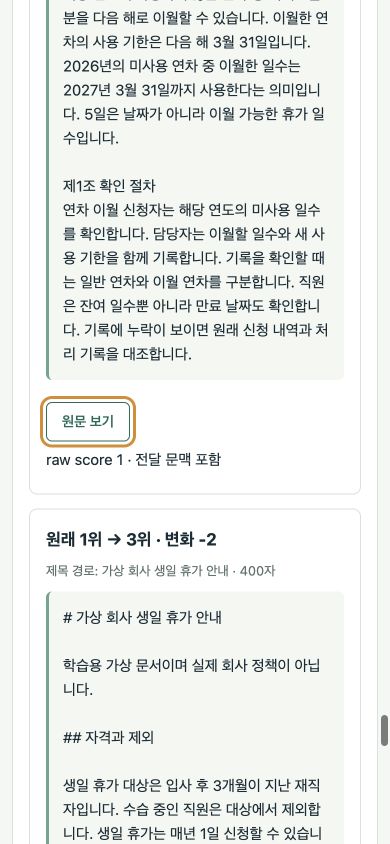 분을 다음 해로 이월할 수 있습니다. 이월한 연
차의 사용 기한은 다음 해 3월 31일입니다.
2026년의 미사용 연차 중 이월한 일수는
2027년 3월 31일까지 사용한다는 의미입니
다. 5일은 날짜가 아니라 이월 가능한 휴가 일
수입니다.
제1조 확인 절차
연차 이월 신청자는 해당 연도의 미사용 일수
를 확인합니다. 담당자는 이월할 일수와 새 사
용 기한을 함께 기록합니다. 기록을 확인할 때
는 일반 연차와 이월 연차를 구분합니다. 직원
은 잔여 일수뿐 아니라 만료 날짜도 확인합니
다. 기록에 누락이 보이면 원래 신청 내역과 처
리 기록을 대조합니다.
원문 보기
raw score 1 · 전달 문맥 포함
원래 1위 → 3위 · 변화 -2
제목 경로: 가상 회사 생일 휴가 안내 · 400자
# 가상 회사 생일 휴가 안내
학습용 가상 문서이며 실제 회사 정책이 아닙
니다.
## 자격과 제외
생일 휴가 대상은 입사 후 3개월이 지난 재직
자입니다. 수습 중인 직원은 대상에서 제외합
니다. 생일 휴가는 매년 1일 신청할 수 있습니